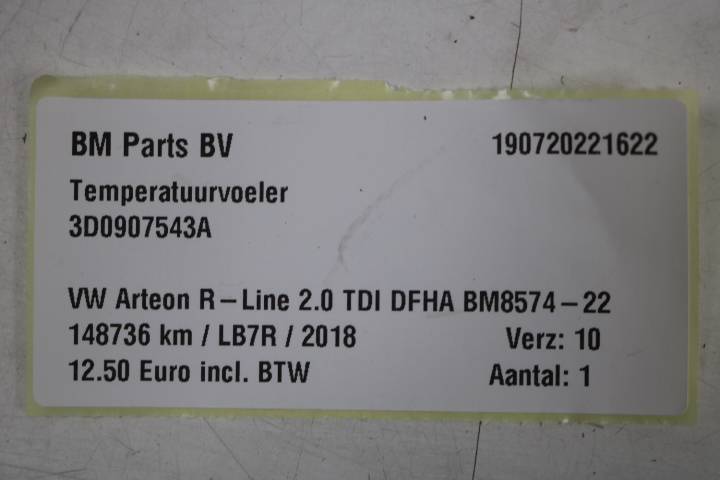 BM Parts BV 190720221622
Temperatuurvoeler
3D0907543A
VW Arteon R-Line 2.0 TDI DFHA BM8574-22
148736 km / LB7R / 2018 Verz: 10
12.50 Euro incl. BTW Aantal: 1